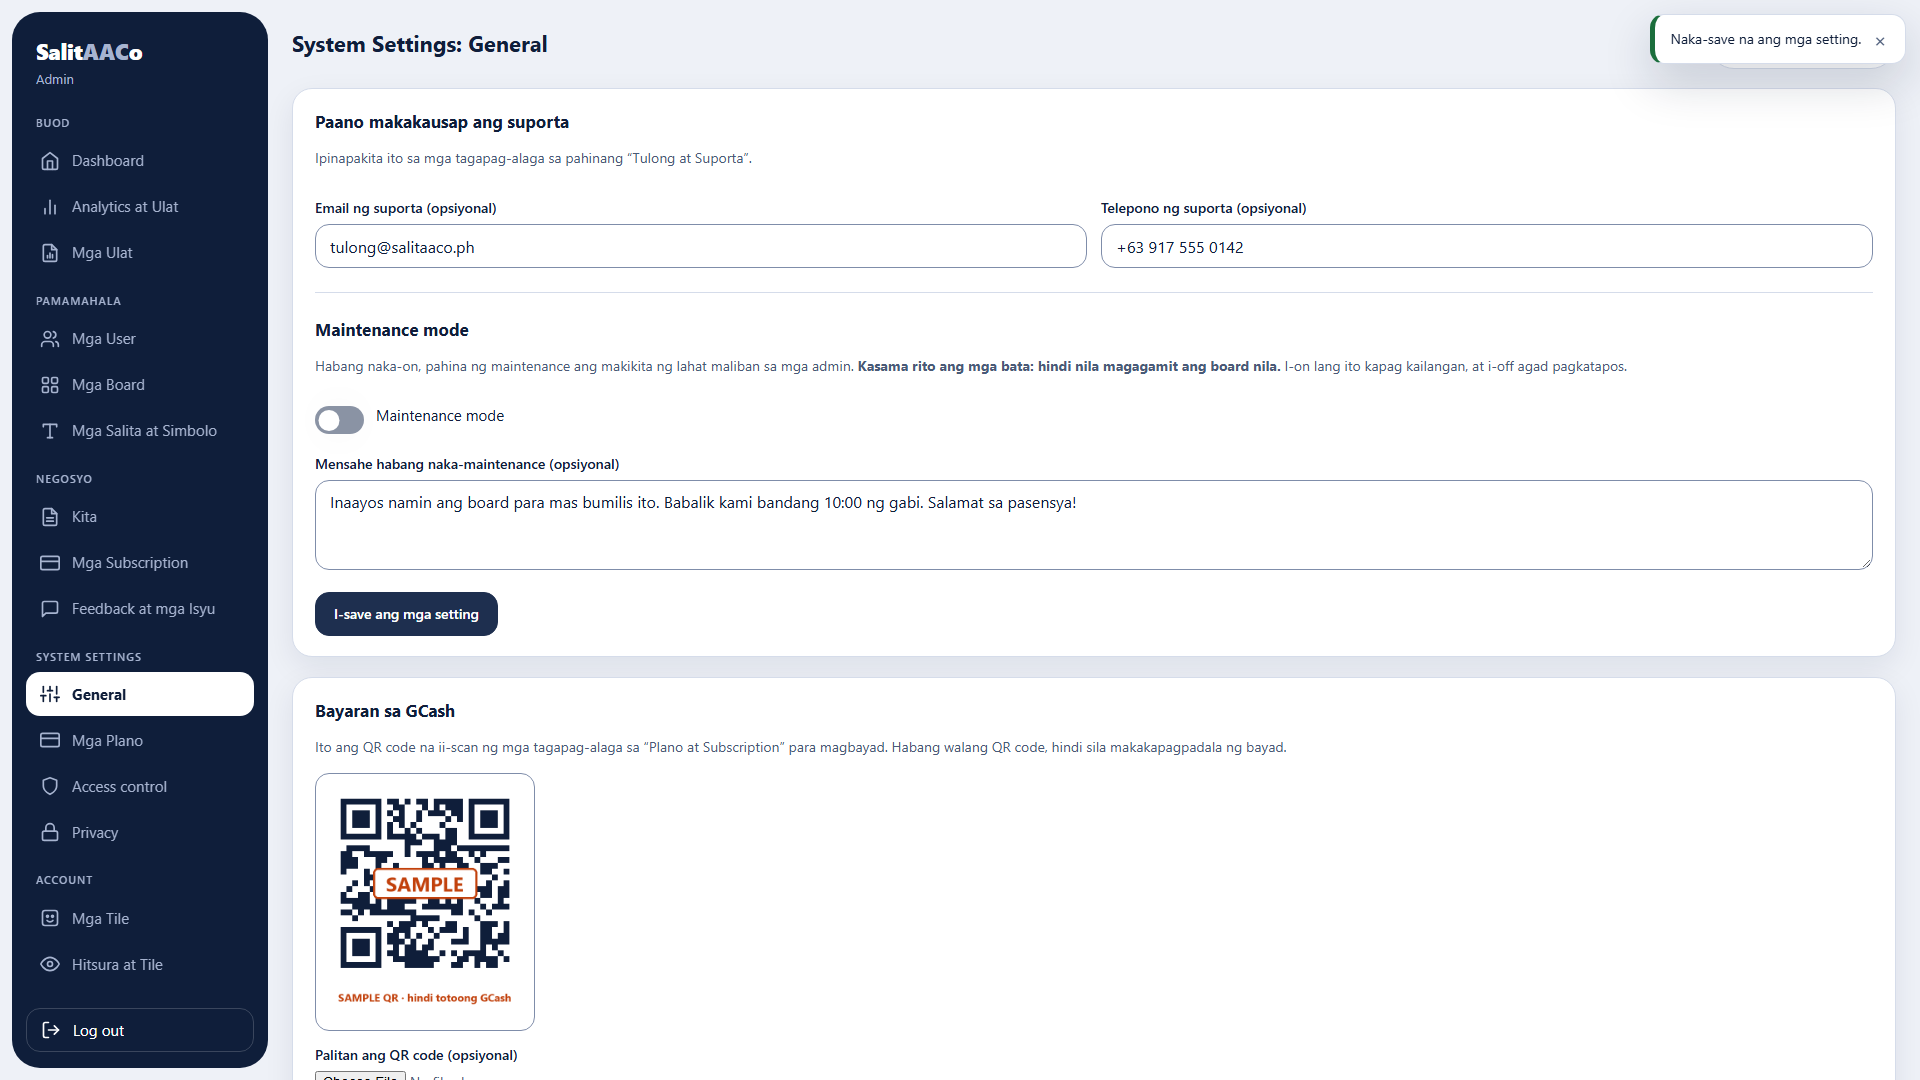 SalitAACo
Admin
BUOD
Dashboard
Analytics at Ulat
Mga Ulat
PAMAMAHALA
Mga User
Mga Board
Mga Salita at Simbolo
NEGOSYO
Kita
Mga Subscription
Feedback at mga Isyu
SYSTEM SETTINGS
General
Mga Plano
Access control
Privacy
ACCOUNT
Mga Tile
Hitsura at Tile
Log out
System Settings: General
Naka-save na ang mga setting.
Paano makakausap ang suporta
Ipinapakita ito sa mga tagapag-alaga sa pahinang “Tulong at Suporta”.
Email ng suporta (opsiyonal)
tulong@salitaaco.ph
Telepono ng suporta (opsiyonal)
+63 917 555 0142
Maintenance mode
Habang naka-on, pahina ng maintenance ang makikita ng lahat maliban sa mga admin. Kasama rito ang mga bata: hindi nila magagamit ang board nila. I-on lang ito kapag kailangan, at i-off agad pagkatapos.
Maintenance mode
Mensahe habang naka-maintenance (opsiyonal)
Inaayos namin ang board para mas bumilis ito. Babalik kami bandang 10:00 ng gabi. Salamat sa pasensya!
I-save ang mga setting
Bayaran sa GCash
Ito ang QR code na ii-scan ng mga tagapag-alaga sa “Plano at Subscription” para magbayad. Habang walang QR code, hindi sila makakapagpadala ng bayad.
SAMPLE
SAMPLE QR · hindi totoong GCash
Palitan ang QR code (opsiyonal)